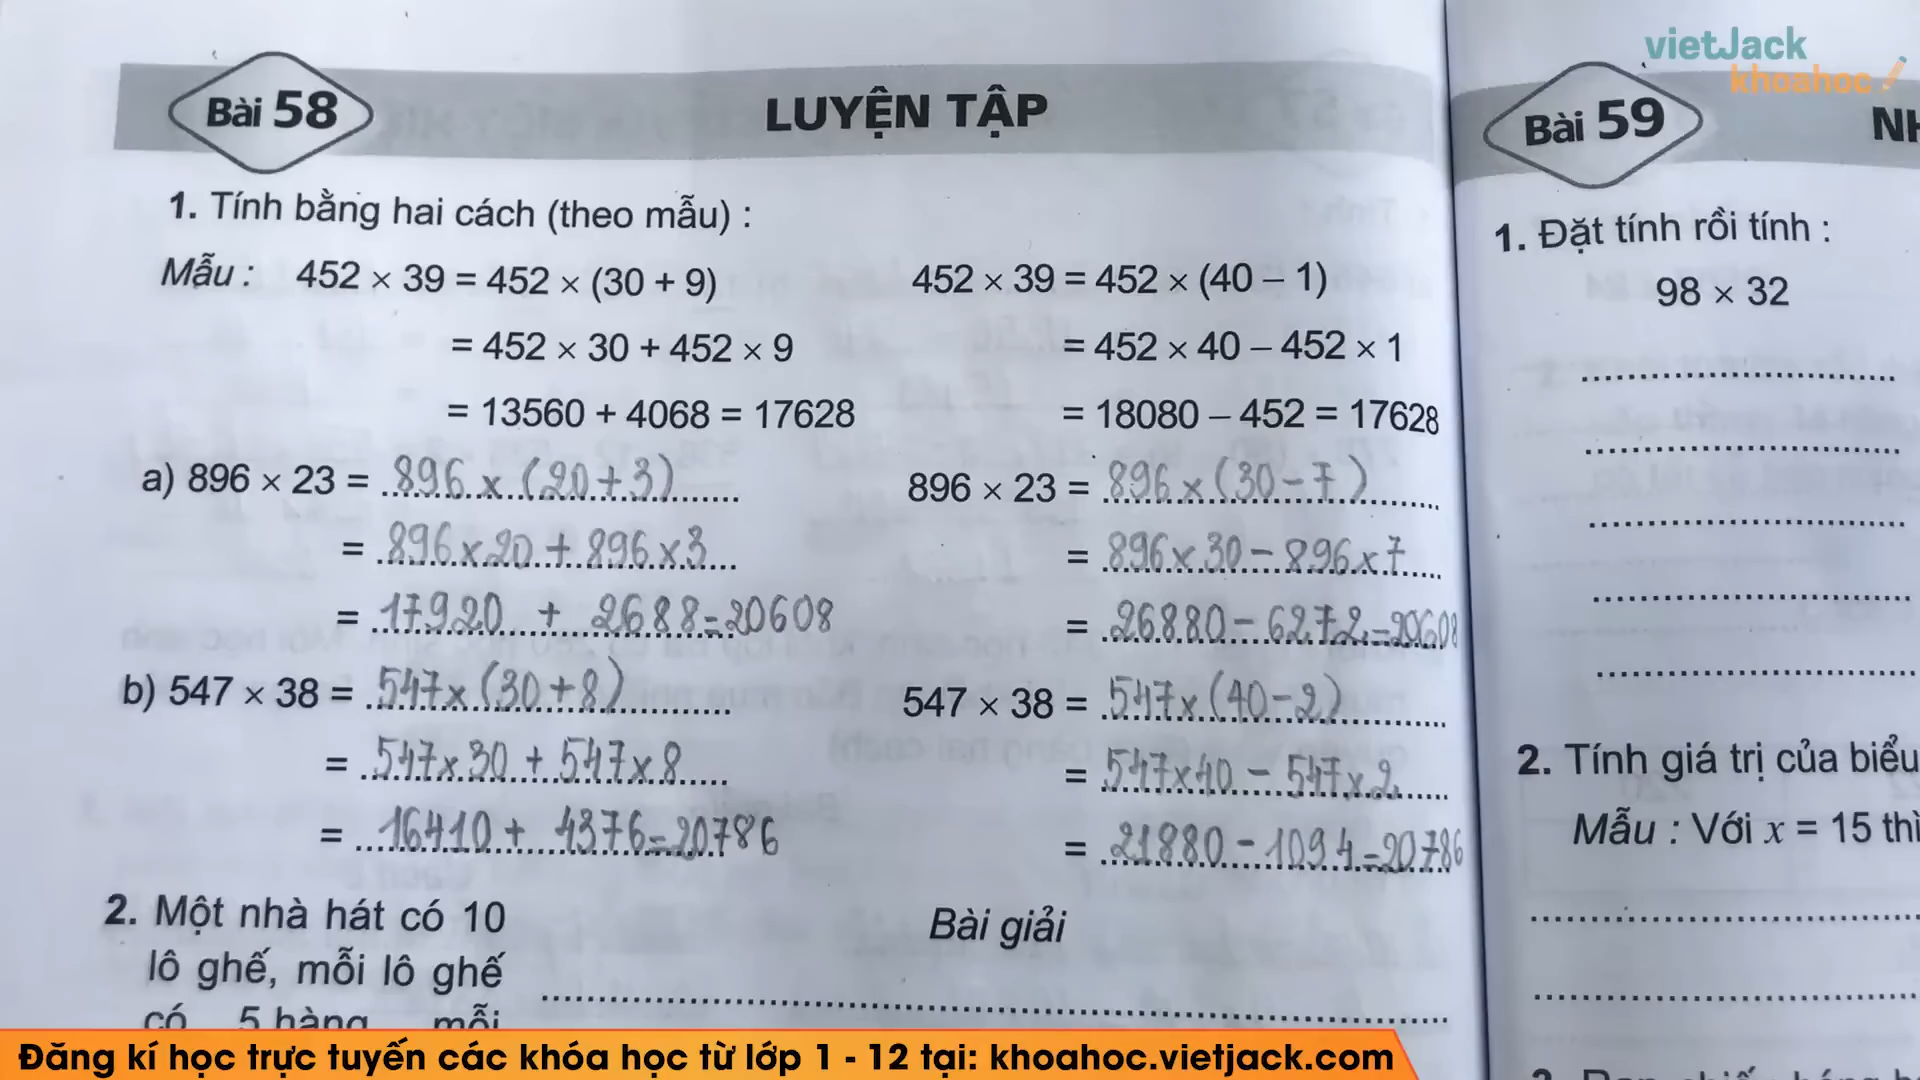 vietJack
khoahoc
Bài 58
LUYỆN TẬP
1. Tính bằng hai cách (theo mẫu) :
Mẫu : 452 × 39 = 452 × (30 + 9)
= 452 × 30 + 452 × 9
= 13560 + 4068 = 17628
452 × 39 = 452 × (40 – 1)
= 452 × 40 – 452 × 1
= 18080 – 452 = 17628
a) 896 × 23 = 896 × (20 + 3)
= 896 × 20 + 896 × 3
= 17920 + 2688 = 20608
896 × 23 = 896 × (30 – 7)
= 896 × 30 – 896 × 7
= 26880 – 6272 = 20608
b) 547 × 38 = 547 × (30 + 8)
= 547 × 30 + 547 × 8
= 16410 + 4376 = 20786
547 × 38 = 547 × (40 – 2)
= 547 × 40 – 547 × 2
= 21880 – 1094 = 20786
2. Một nhà hát có 10
lô ghế, mỗi lô ghế
có 5 hàng, mỗi
Bài giải
Bài 59
NH
1. Đặt tính rồi tính :
98 × 32
2. Tính giá trị của biểu
Mẫu : Với x = 15 thì
Đăng kí học trực tuyến các khóa học từ lớp 1 - 12 tại: khoahoc.vietjack.com